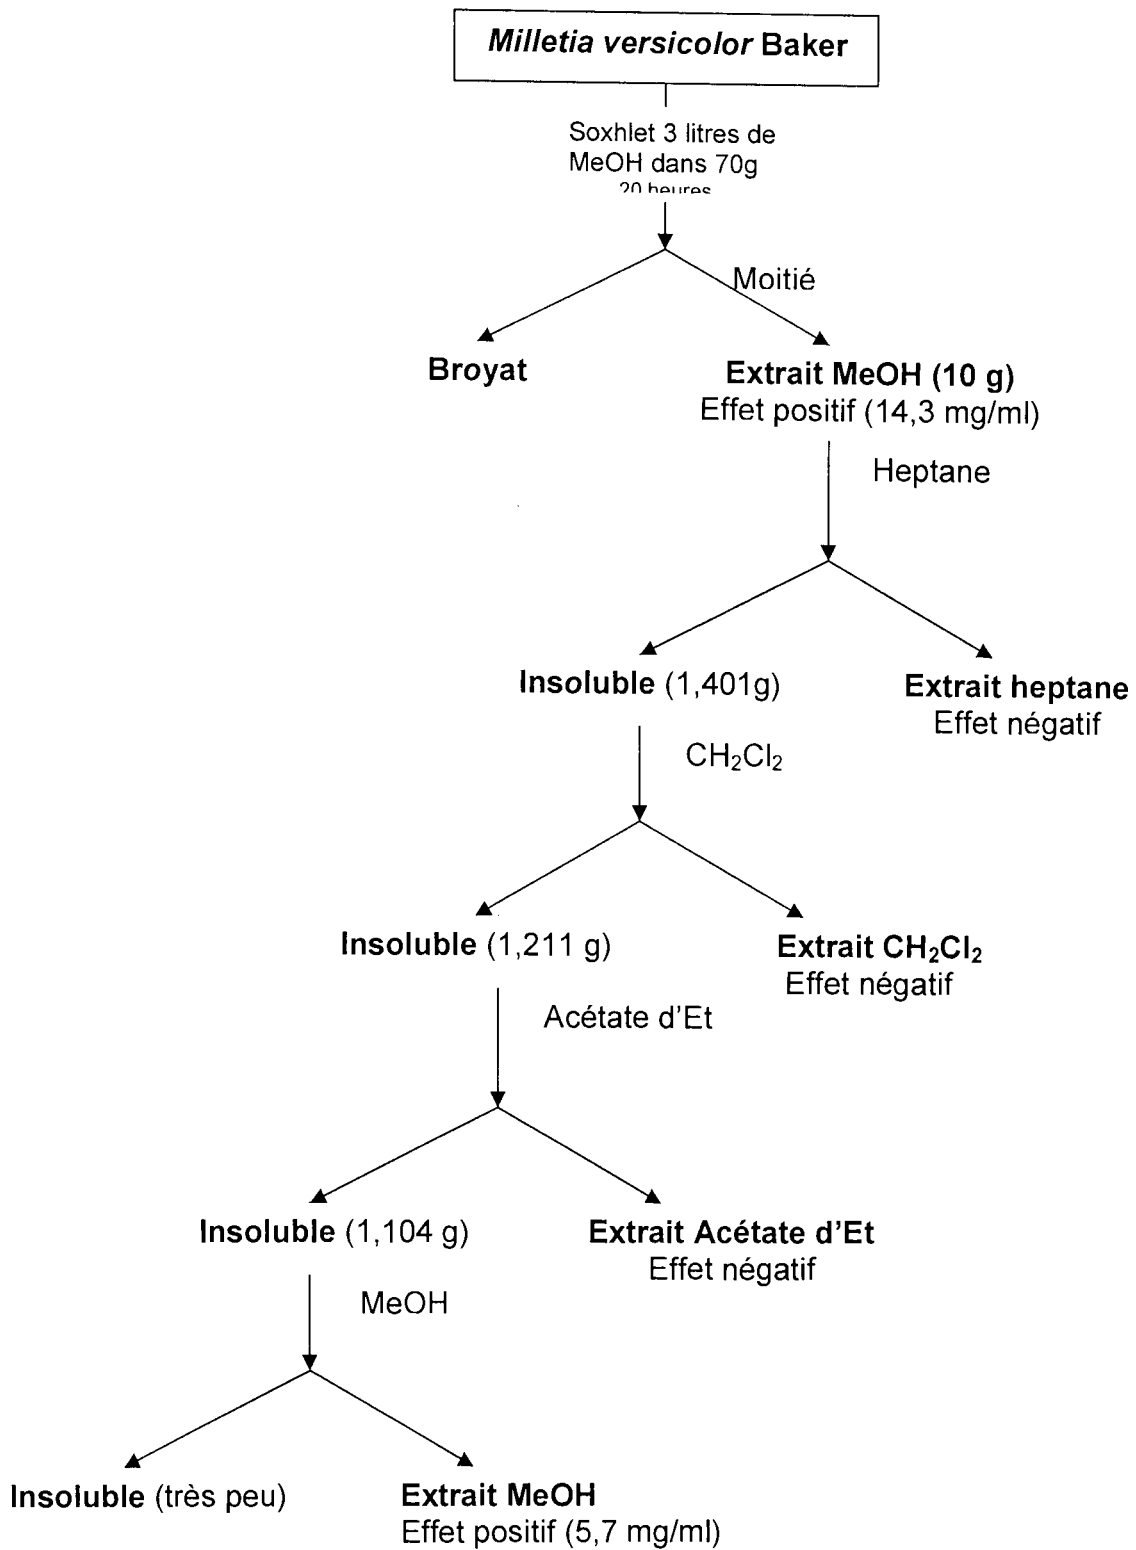 Milletia versicolor Baker
Soxhlet 3 litres de
MeOH dans 70g
20 heures
Moitié
Broyat
Extrait MeOH (10 g)
Effet positif (14,3 mg/ml)
Heptane
Insoluble (1,401g)
Extrait heptane
Effet négatif
CH₂Cl₂
Insoluble (1,211 g)
Extrait CH₂Cl₂
Effet négatif
Acétate d'Et
Insoluble (1,104 g)
Extrait Acétate d'Et
Effet négatif
MeOH
Insoluble (très peu)
Extrait MeOH
Effet positif (5,7 mg/ml)